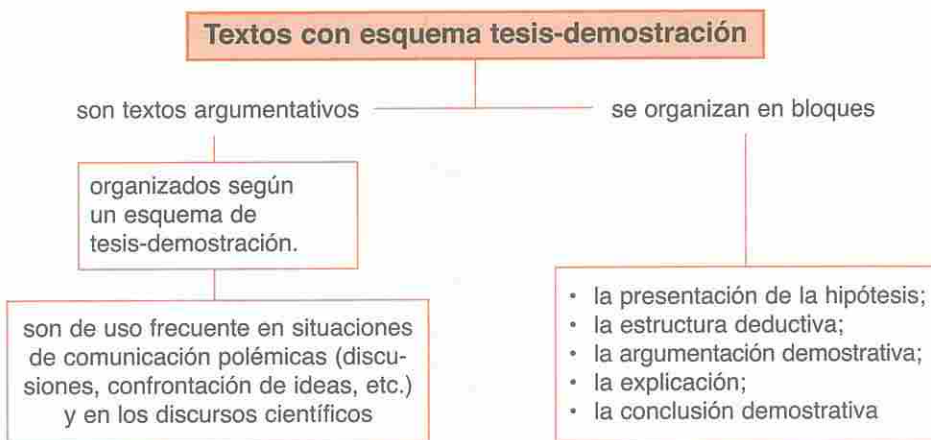 Textos con esquema tesis-demostración
son textos argumentativos
se organizan en bloques
organizados según
un esquema de
tesis-demostración.
son de uso frecuente en situaciones
de comunicación polémicas (discu-
siones, confrontación de ideas, etc.)
y en los discursos científicos
• la presentación de la hipótesis;
• la estructura deductiva;
• la argumentación demostrativa;
• la explicación;
• la conclusión demostrativa